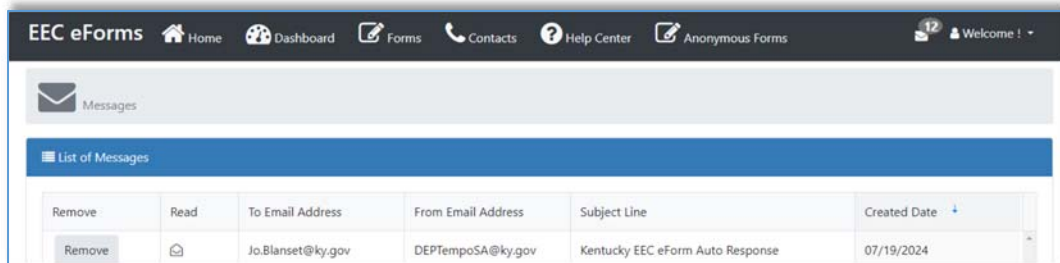 EEC eForms Home Dashboard Forms Contacts Help Center Anonymous Forms 12 Welcome !
Messages
List of Messages
Remove Read To Email Address From Email Address Subject Line Created Date
Remove Jo.Blanset@ky.gov DEPTempoSA@ky.gov Kentucky EEC eForm Auto Response 07/19/2024